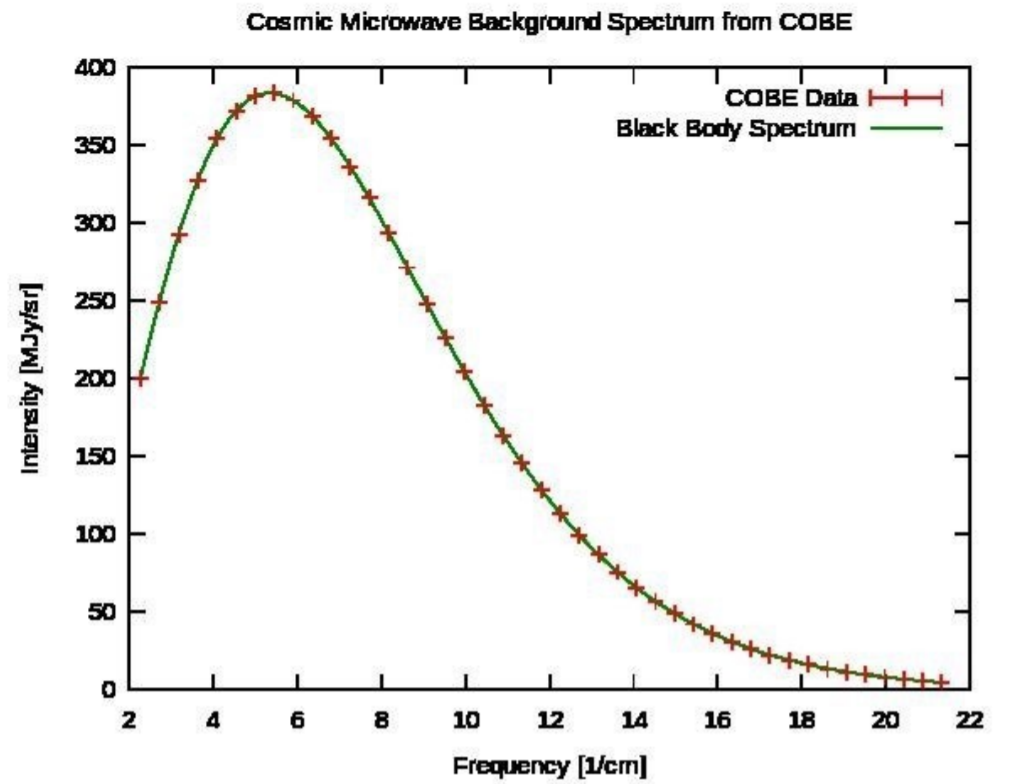 Cosmic Microwave Background Spectrum from COBE
400
350
300
250
200
150
100
50
0
Intensity [MJy/sr]
COBE Data
Black Body Spectrum
2 4 6 8 10 12 14 16 18 20 22
Frequency [1/cm]